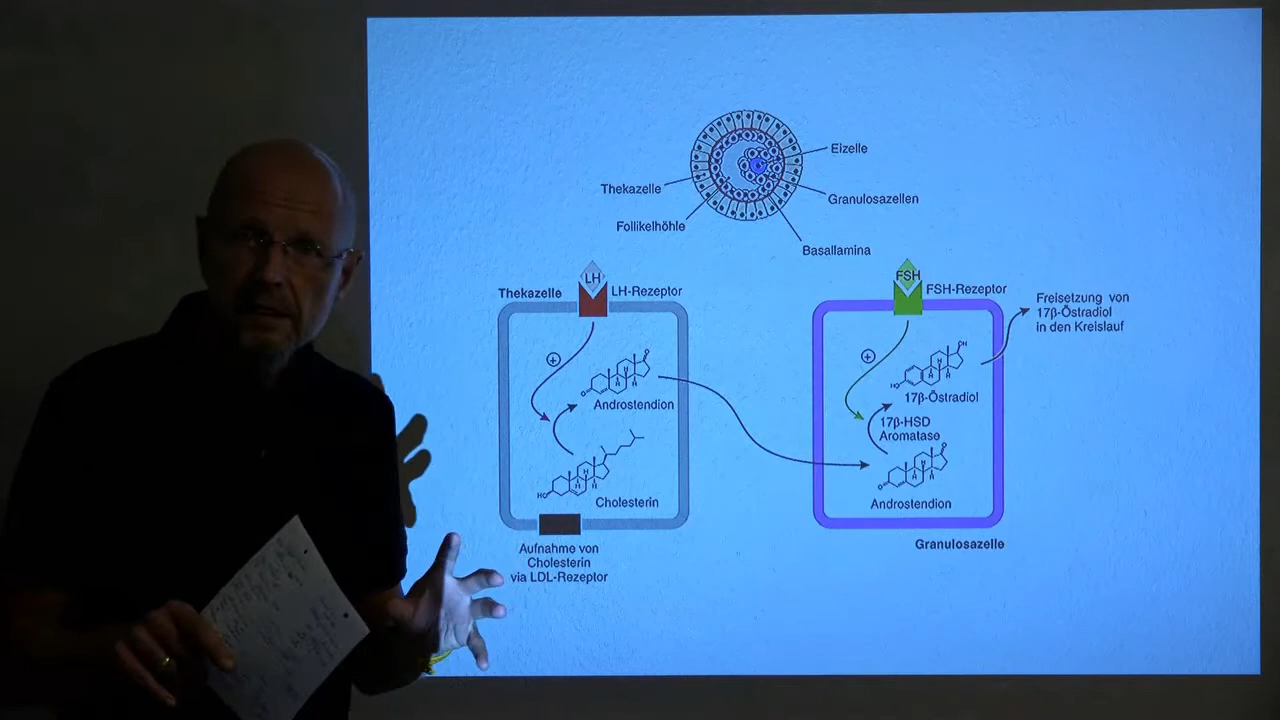 Eizelle
Thekazelle
Granulosazellen
Follikelhöhle
Basallamina
LH
FSH
Thekazelle
LH-Rezeptor
FSH-Rezeptor
Freisetzung von
17β-Östradiol
in den Kreislauf
Androstendion
17β-Östradiol
17β-HSD
Aromatase
Cholesterin
Androstendion
Aufnahme von
Cholesterin
via LDL-Rezeptor
Granulosazelle